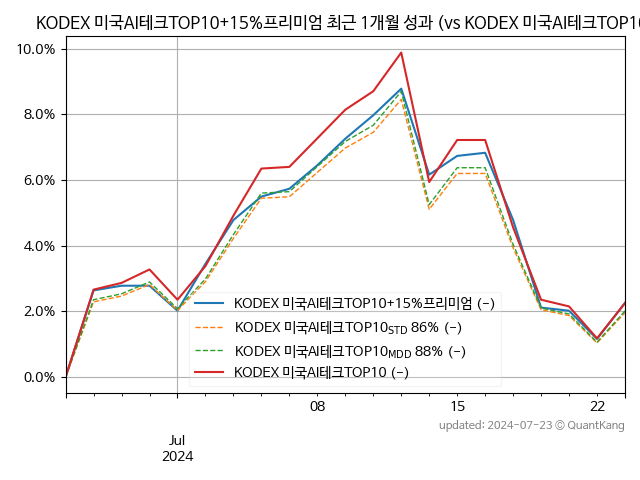 KODEX 미국AI테크TOP10+15%프리미엄 최근 1개월 성과 (vs KODEX 미국AI테크TOP10
10.0%
8.0%
6.0%
4.0%
2.0%
0.0%
KODEX 미국AI테크TOP10+15%프리미엄 (-)
KODEX 미국AI테크TOP10STD 86% (-)
KODEX 미국AI테크TOP10MDD 88% (-)
KODEX 미국AI테크TOP10 (-)
08
15
22
Jul
2024
updated: 2024-07-23 © QuantKang